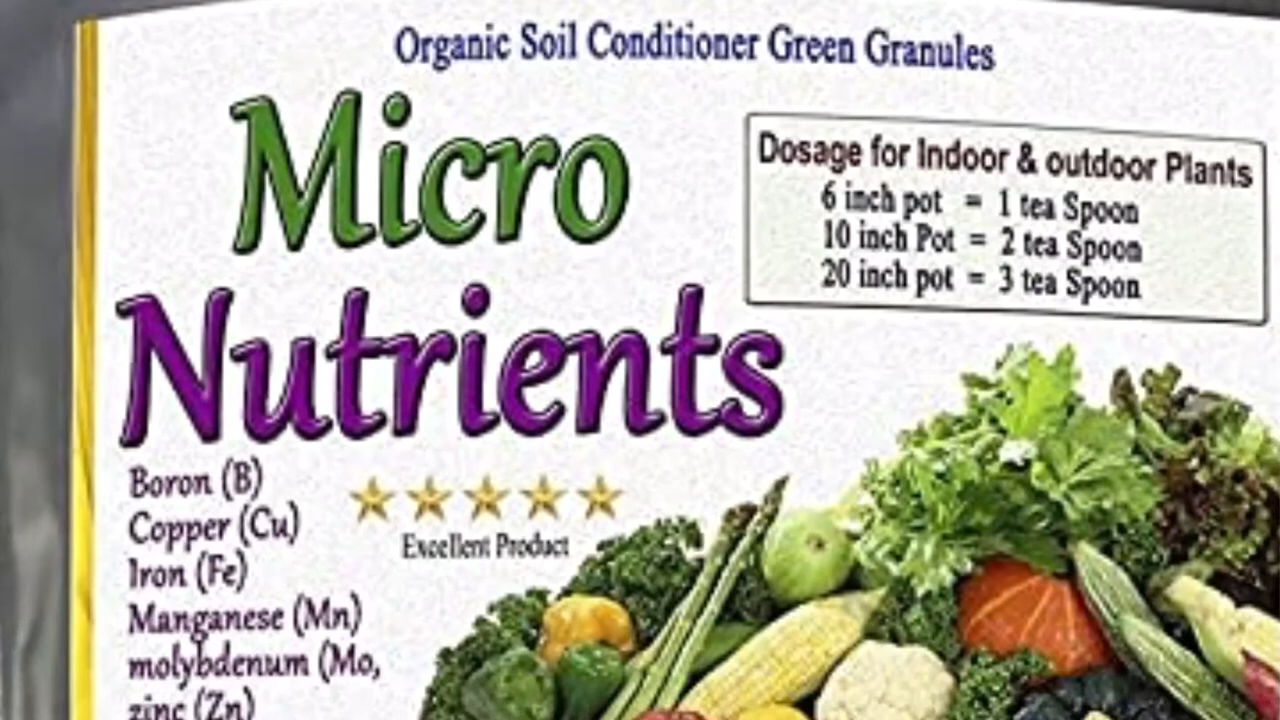 Organic Soil Conditioner Green Granules
Micro
Nutrients
Dosage for Indoor & outdoor Plants
6 inch pot = 1 tea Spoon
10 inch Pot = 2 tea Spoon
20 inch pot = 3 tea Spoon
Boron (B)
Copper (Cu)
Iron (Fe)
Manganese (Mn)
molybdenum (Mo,
zinc (Zn)
Excellent Product